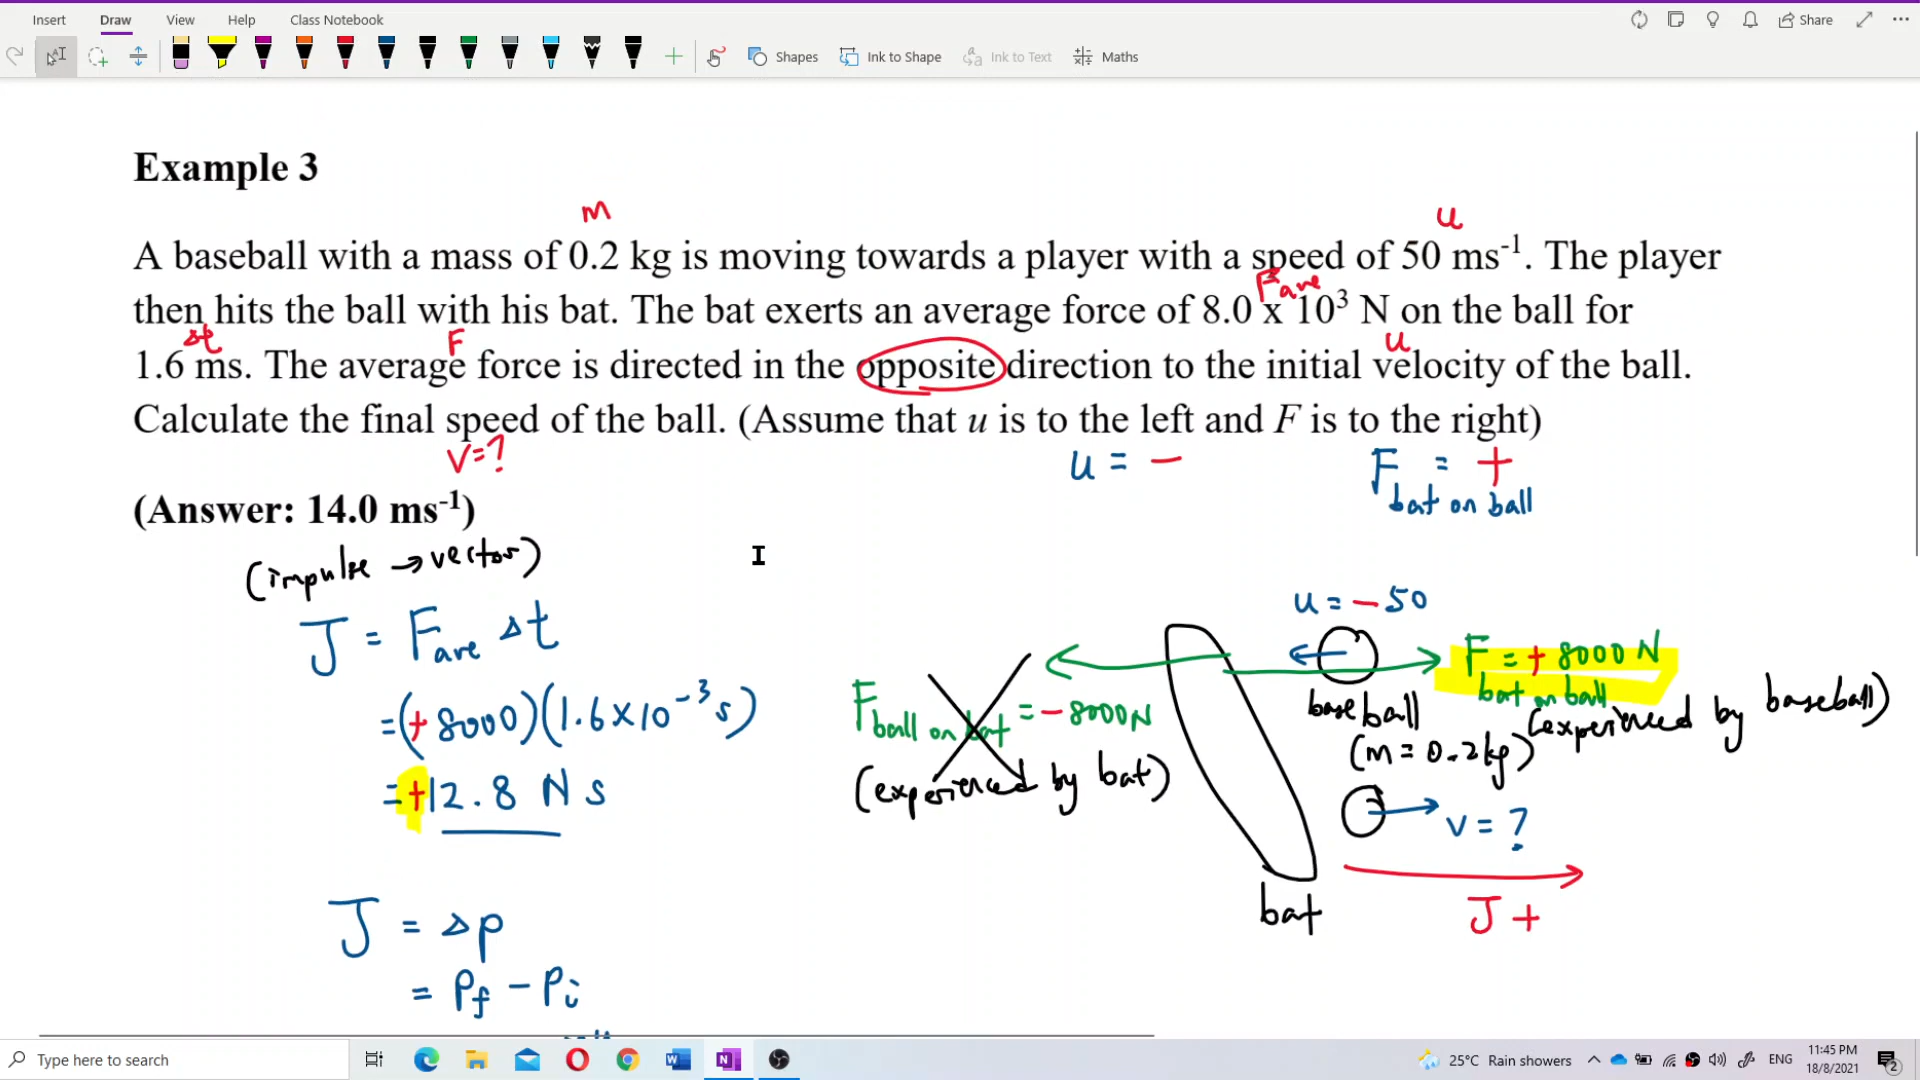 Insert Draw View Help Class Notebook Share
Shapes Ink to Shape Ink to Text Maths
Example 3
m u
A baseball with a mass of 0.2 kg is moving towards a player with a speed of 50 ms⁻¹. The player
Fave
then hits the ball with his bat. The bat exerts an average force of 8.0 x 10³ N on the ball for
Δt F u
1.6 ms. The average force is directed in the opposite direction to the initial velocity of the ball.
Calculate the final speed of the ball. (Assume that u is to the left and F is to the right)
v=? u = − F bat on ball = +
(Answer: 14.0 ms⁻¹)
(impulse → vector)
J = Fave Δt
=(+8000)(1.6×10⁻³ s)
=+12.8 N s
J = Δp
= Pf − Pi
u = −50
F bat on ball = +8000 N
(experienced by baseball)
F ball on bat = −8000N
(experienced by bat)
baseball
(m = 0.2kg)
v = ?
bat
J +
Type here to search
25°C Rain showers
ENG
11:45 PM
18/8/2021
2